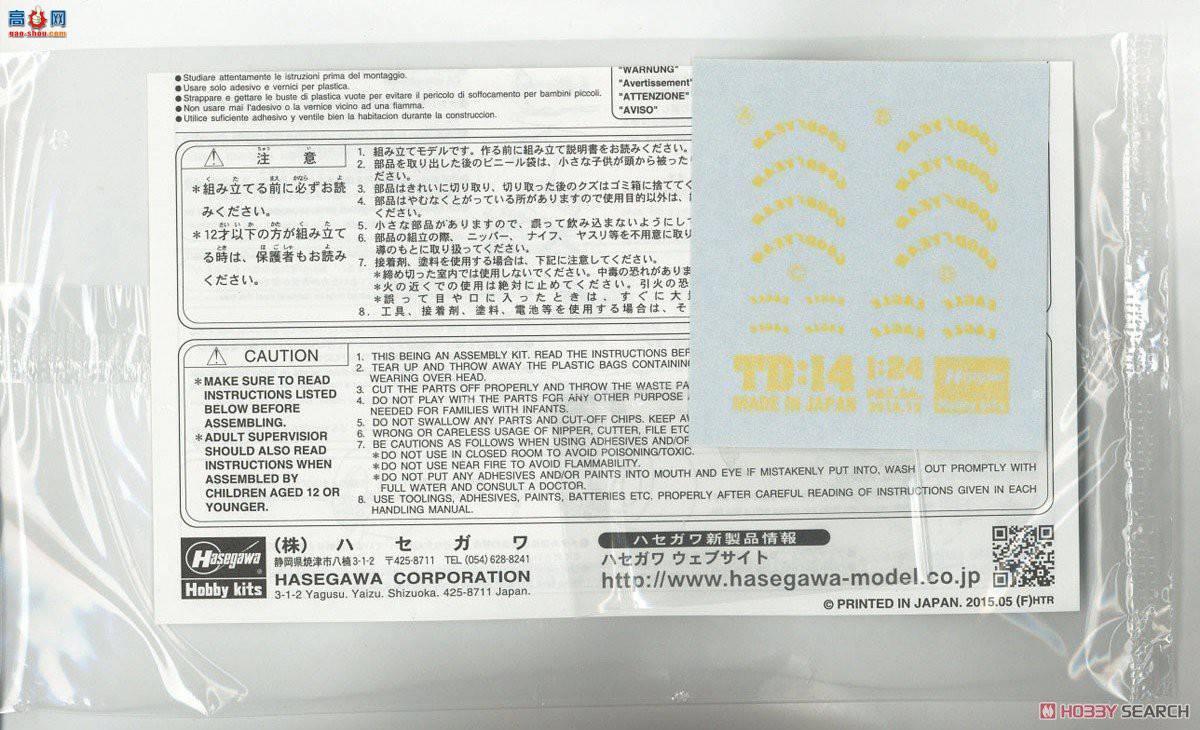 高手网
gao-shou.com
●Studiare attentamente le istruzioni prima del montaggio.
●Usare solo adesivo e vernici per plastica.
●Strappare e gettare le buste di plastica vuote per evitare il pericolo di soffocamento per bambini piccoli.
●Non usare mai l'adesivo o la vernice vicino ad una fiamma.
●Utilice suficiente adhesivo y ventile bien la habitacion durante la construccion.
"WARNUNG"
"Avertissement"
"ATTENZIONE"
"AVISO"
⚠ 注意
＊組み立てる前に必ずお読
みください。
＊12才以下の方が組み立て
る時は、保護者もお読み
ください。
1. 組み立てモデルです。作る前に組み立て説明書をお読みください。
2. 部品を取り出した後のビニール袋は、小さな子供が頭から被った
ださい。
3. 部品はきれいに切り取り、切り取った後のクズはゴミ箱に捨てて
4. 部品はやむなくとがっている所がありますので使用目的以外は、
ください。
5. 小さな部品がありますので、誤って飲み込まないようにし
6. 部品の組立の際、ニッパー、ナイフ、ヤスリ等を不用意に取り
導のもとに取り扱ってください。
7. 接着剤、塗料を使用する場合は、下記に注意してください。
＊締め切った室内では使用しないでください。中毒の恐れがありま
＊火の近くでの使用は絶対に止めてください。引火の恐
＊誤って目や口に入ったときは、すぐに大
8. 工具、接着剤、塗料、電池等を使用する場合は、そ
⚠ CAUTION
＊MAKE SURE TO READ
INSTRUCTIONS LISTED
BELOW BEFORE
ASSEMBLING.
＊ADULT SUPERVISIOR
SHOULD ALSO READ
INSTRUCTIONS WHEN
ASSEMBLED BY
CHILDREN AGED 12 OR
YOUNGER.
1. THIS BEING AN ASSEMBLY KIT. READ THE INSTRUCTIONS BEF
2. TEAR UP AND THROW AWAY THE PLASTIC BAGS CONTAINING
WEARING OVER HEAD.
3. CUT THE PARTS OFF PROPERLY AND THROW THE WASTE PA
4. DO NOT PLAY WITH THE PARTS FOR ANY OTHER PURPOSE
NEEDED FOR FAMILIES WITH INFANTS.
5. DO NOT SWALLOW ANY PARTS AND CUT-OFF CHIPS. KEEP
6. WRONG OR CARELESS USAGE OF NIPPER, CUTTER, FILE ETC
7. BE CAUTIONS AS FOLLOWS WHEN USING ADHESIVES AND/OF
＊DO NOT USE IN CLOSED ROOM TO AVOID POISONING/TOXIC.
＊DO NOT USE NEAR FIRE TO AVOID FLAMMABILITY.
＊DO NOT PUT ANY ADHESIVES AND/OR PAINTS INTO MOUTH AND EYE IF MISTAKENLY PUT INTO, WASH OUT PROMPTLY WITH
FULL WATER AND CONSULT A DOCTOR.
8. USE TOOLINGS, ADHESIVES, PAINTS, BATTERIES ETC. PROPERLY AFTER CAREFUL READING OF INSTRUCTIONS GIVEN IN EACH
HANDLING MANUAL.
GOOD YEAR GOOD YEAR
GOOD YEAR GOOD YEAR
GOOD YEAR GOOD YEAR
GOOD YEAR GOOD YEAR
EAGLE EAGLE EAGLE EAGLE
EAGLE EAGLE EAGLE EAGLE
TD:14 1:24
MADE IN JAPAN
Hasegawa
Hasegawa
Hobby kits
(株) ハセガワ
静岡県焼津市八楠3-1-2 〒425-8711 TEL (054) 628-8241
HASEGAWA CORPORATION
3-1-2 Yagusu. Yaizu. Shizuoka. 425-8711 Japan.
ハセガワ新製品情報
ハセガワ ウェブサイト
http://www.hasegawa-model.co.jp
© PRINTED IN JAPAN. 2015.05 (F)HTR
HOBBY SEARCH